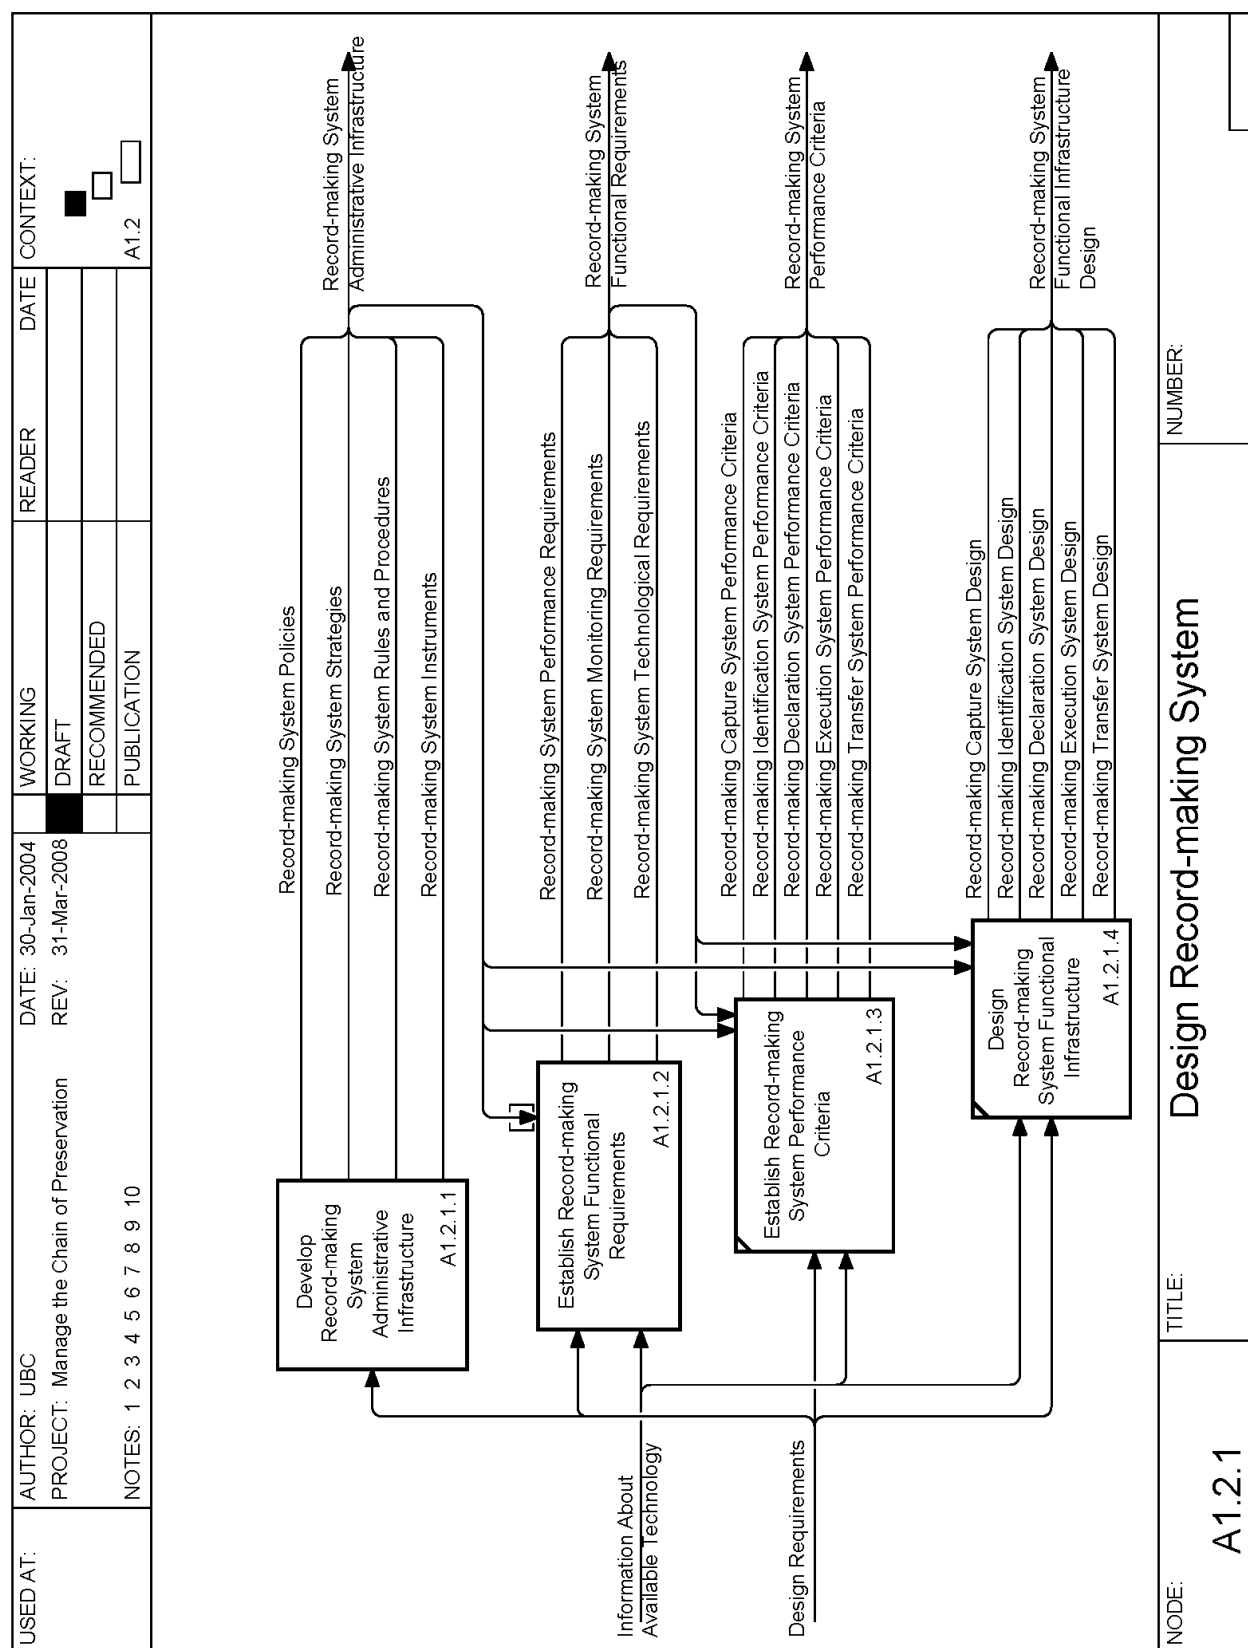 USED AT:
AUTHOR: UBC
PROJECT: Manage the Chain of Preservation
NOTES: 1 2 3 4 5 6 7 8 9 10
DATE: 30-Jan-2004
REV: 31-Mar-2008
WORKING
DRAFT
RECOMMENDED
PUBLICATION
READER
DATE
CONTEXT:
A1.2
Develop
Record-making
System
Administrative
Infrastructure
A1.2.1.1
Record-making System Policies
Record-making System Strategies
Record-making System Rules and Procedures
Record-making System Instruments
Record-making System
Administrative Infrastructure
Information About
Available Technology
Establish Record-making
System Functional
Requirements
A1.2.1.2
Record-making System Performance Requirements
Record-making System Monitoring Requirements
Record-making System Technological Requirements
Record-making System
Functional Requirements
Design Requirements
Establish Record-making
System Performance
Criteria
A1.2.1.3
Record-making Capture System Performance Criteria
Record-making Identification System Performance Criteria
Record-making Declaration System Performance Criteria
Record-making Execution System Performance Criteria
Record-making Transfer System Performance Criteria
Record-making System
Performance Criteria
Design
Record-making
System Functional
Infrastructure
A1.2.1.4
Record-making Capture System Design
Record-making Identification System Design
Record-making Declaration System Design
Record-making Execution System Design
Record-making Transfer System Design
Record-making System
Functional Infrastructure
Design
NODE:
A1.2.1
TITLE:
Design Record-making System
NUMBER: